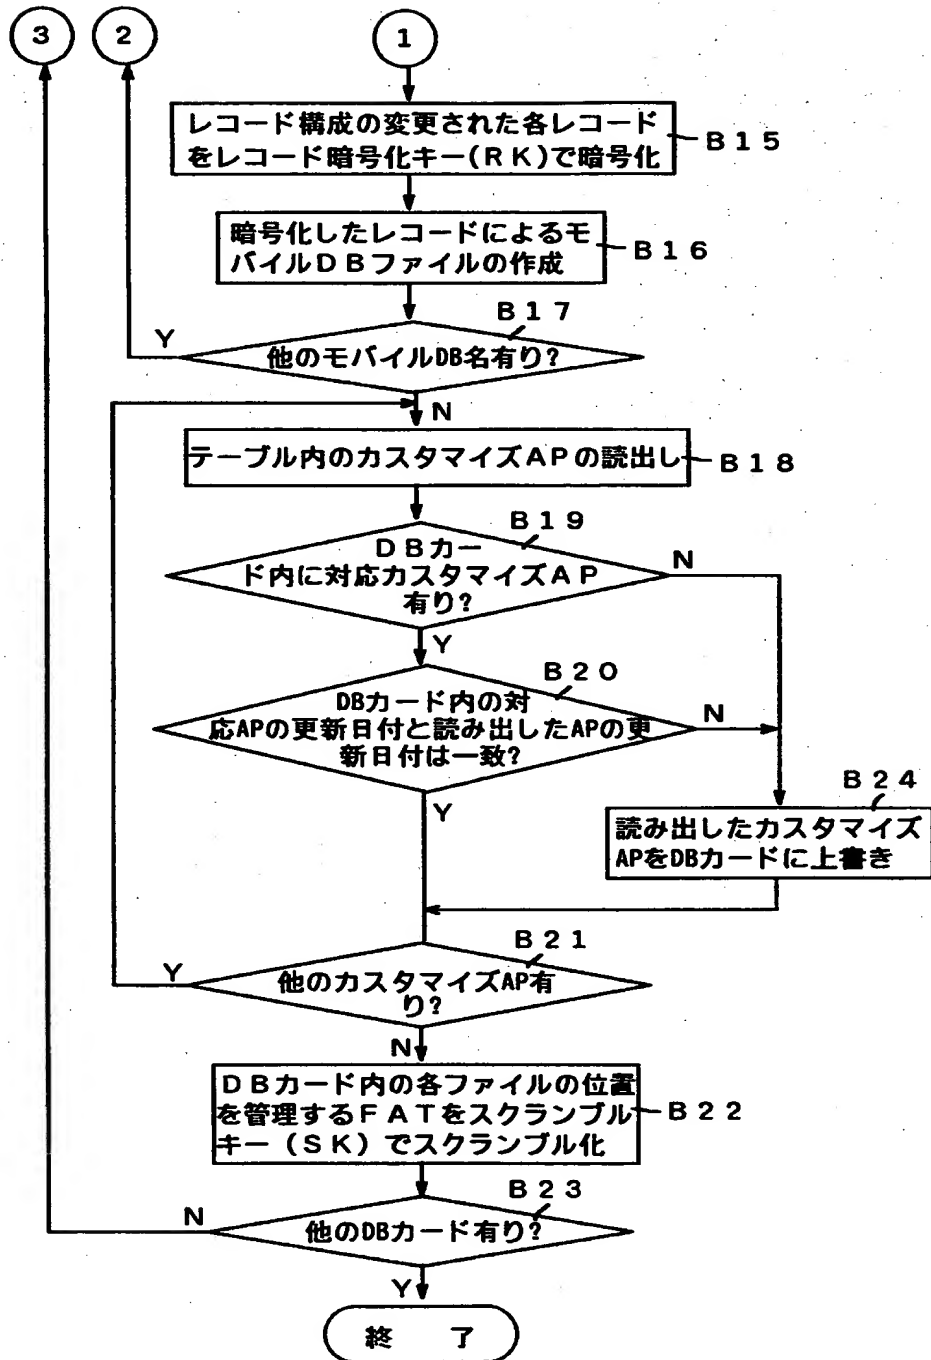 3
2
1
レコード構成の変更された各レコード
をレコード暗号化キー(RK)で暗号化
B15
暗号化したレコードによるモ
バイルDBファイルの作成
B16
B17
Y
他のモバイルDB名有り?
N
テーブル内のカスタマイズAPの読出し
B18
B19
DBカー
ド内に対応カスタマイズAP
有り?
N
Y
B20
DBカード内の対
応APの更新日付と読み出したAPの更
新日付は一致?
N
Y
B24
読み出したカスタマイズ
APをDBカードに上書き
B21
Y
他のカスタマイズAP有
り?
N
DBカード内の各ファイルの位置
を管理するFATをスクランブル
キー(SK)でスクランブル化
B22
B23
N
他のDBカード有り?
Y
終 了